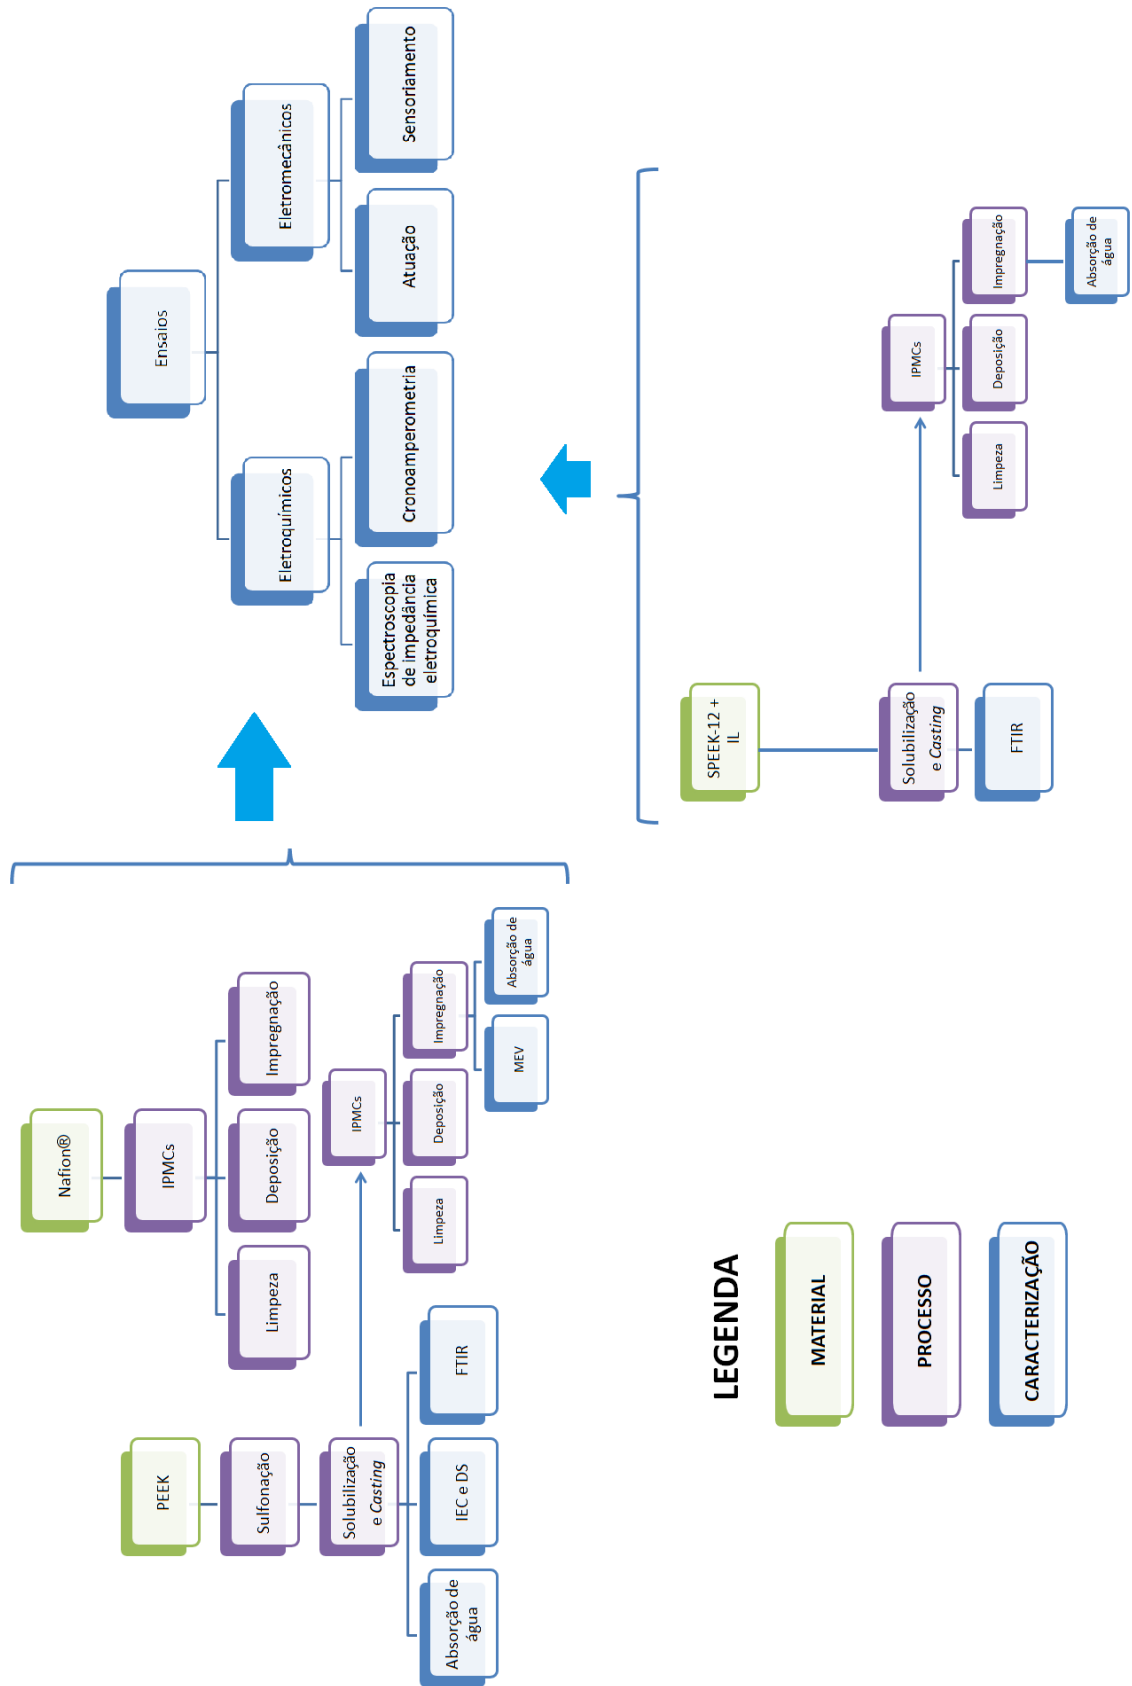 Nafion®
IPMCs
Limpeza
Deposição
Impregnação
PEEK
Sulfonação
Solubilização
e Casting
Absorção de
água
IEC e DS
FTIR
IPMCs
Limpeza
Deposição
Impregnação
MEV
Absorção de
água
Ensaios
Eletroquímicos
Eletromecânicos
Espectroscopia
de impedância
eletroquímica
Cronoamperometria
Atuação
Sensoriamento
SPEEK-12 +
IL
Solubilização
e Casting
FTIR
IPMCs
Limpeza
Deposição
Impregnação
Absorção de
água
LEGENDA
MATERIAL
PROCESSO
CARACTERIZAÇÃO